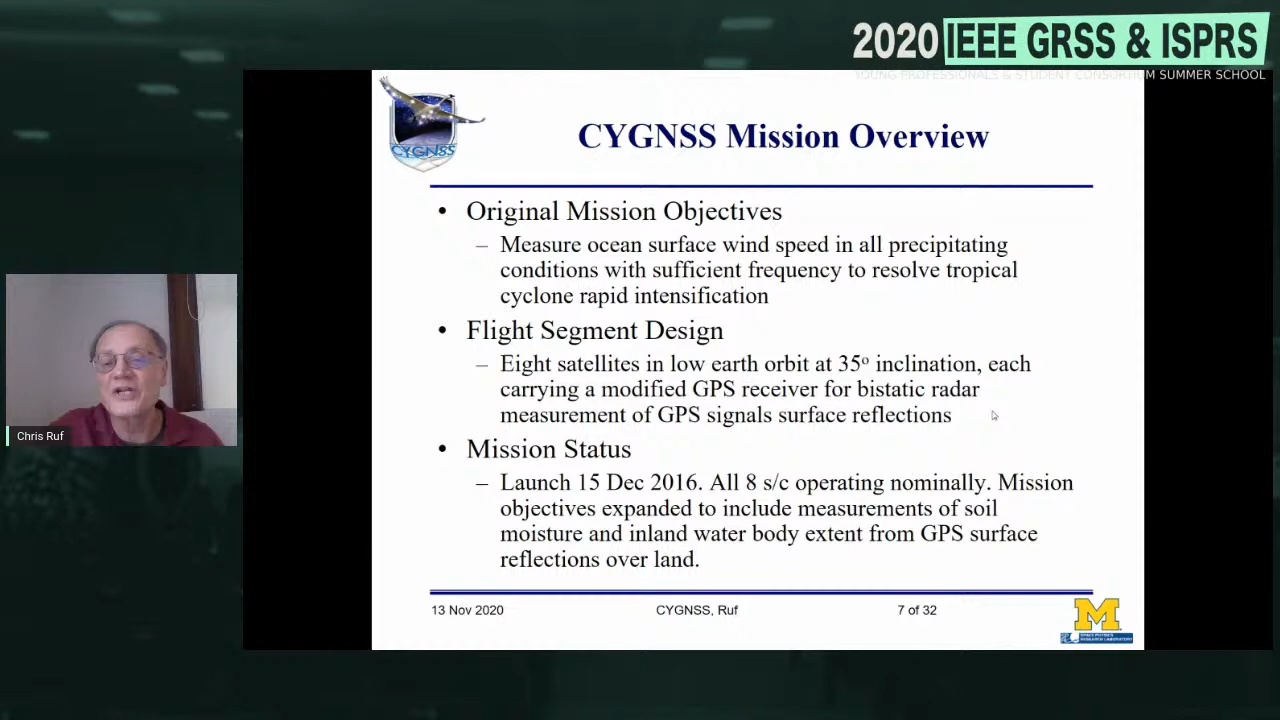 2020 IEEE GRSS & ISPRS
YOUNG PROFESSIONALS & STUDENT CONSORTIUM SUMMER SCHOOL
CYGNSS
CYGNSS Mission Overview
• Original Mission Objectives
– Measure ocean surface wind speed in all precipitating
conditions with sufficient frequency to resolve tropical
cyclone rapid intensification
• Flight Segment Design
– Eight satellites in low earth orbit at 35º inclination, each
carrying a modified GPS receiver for bistatic radar
measurement of GPS signals surface reflections
• Mission Status
– Launch 15 Dec 2016. All 8 s/c operating nominally. Mission
objectives expanded to include measurements of soil
moisture and inland water body extent from GPS surface
reflections over land.
Chris Ruf
13 Nov 2020
CYGNSS, Ruf
7 of 32
M
SPACE PHYSICS
RESEARCH LABORATORY